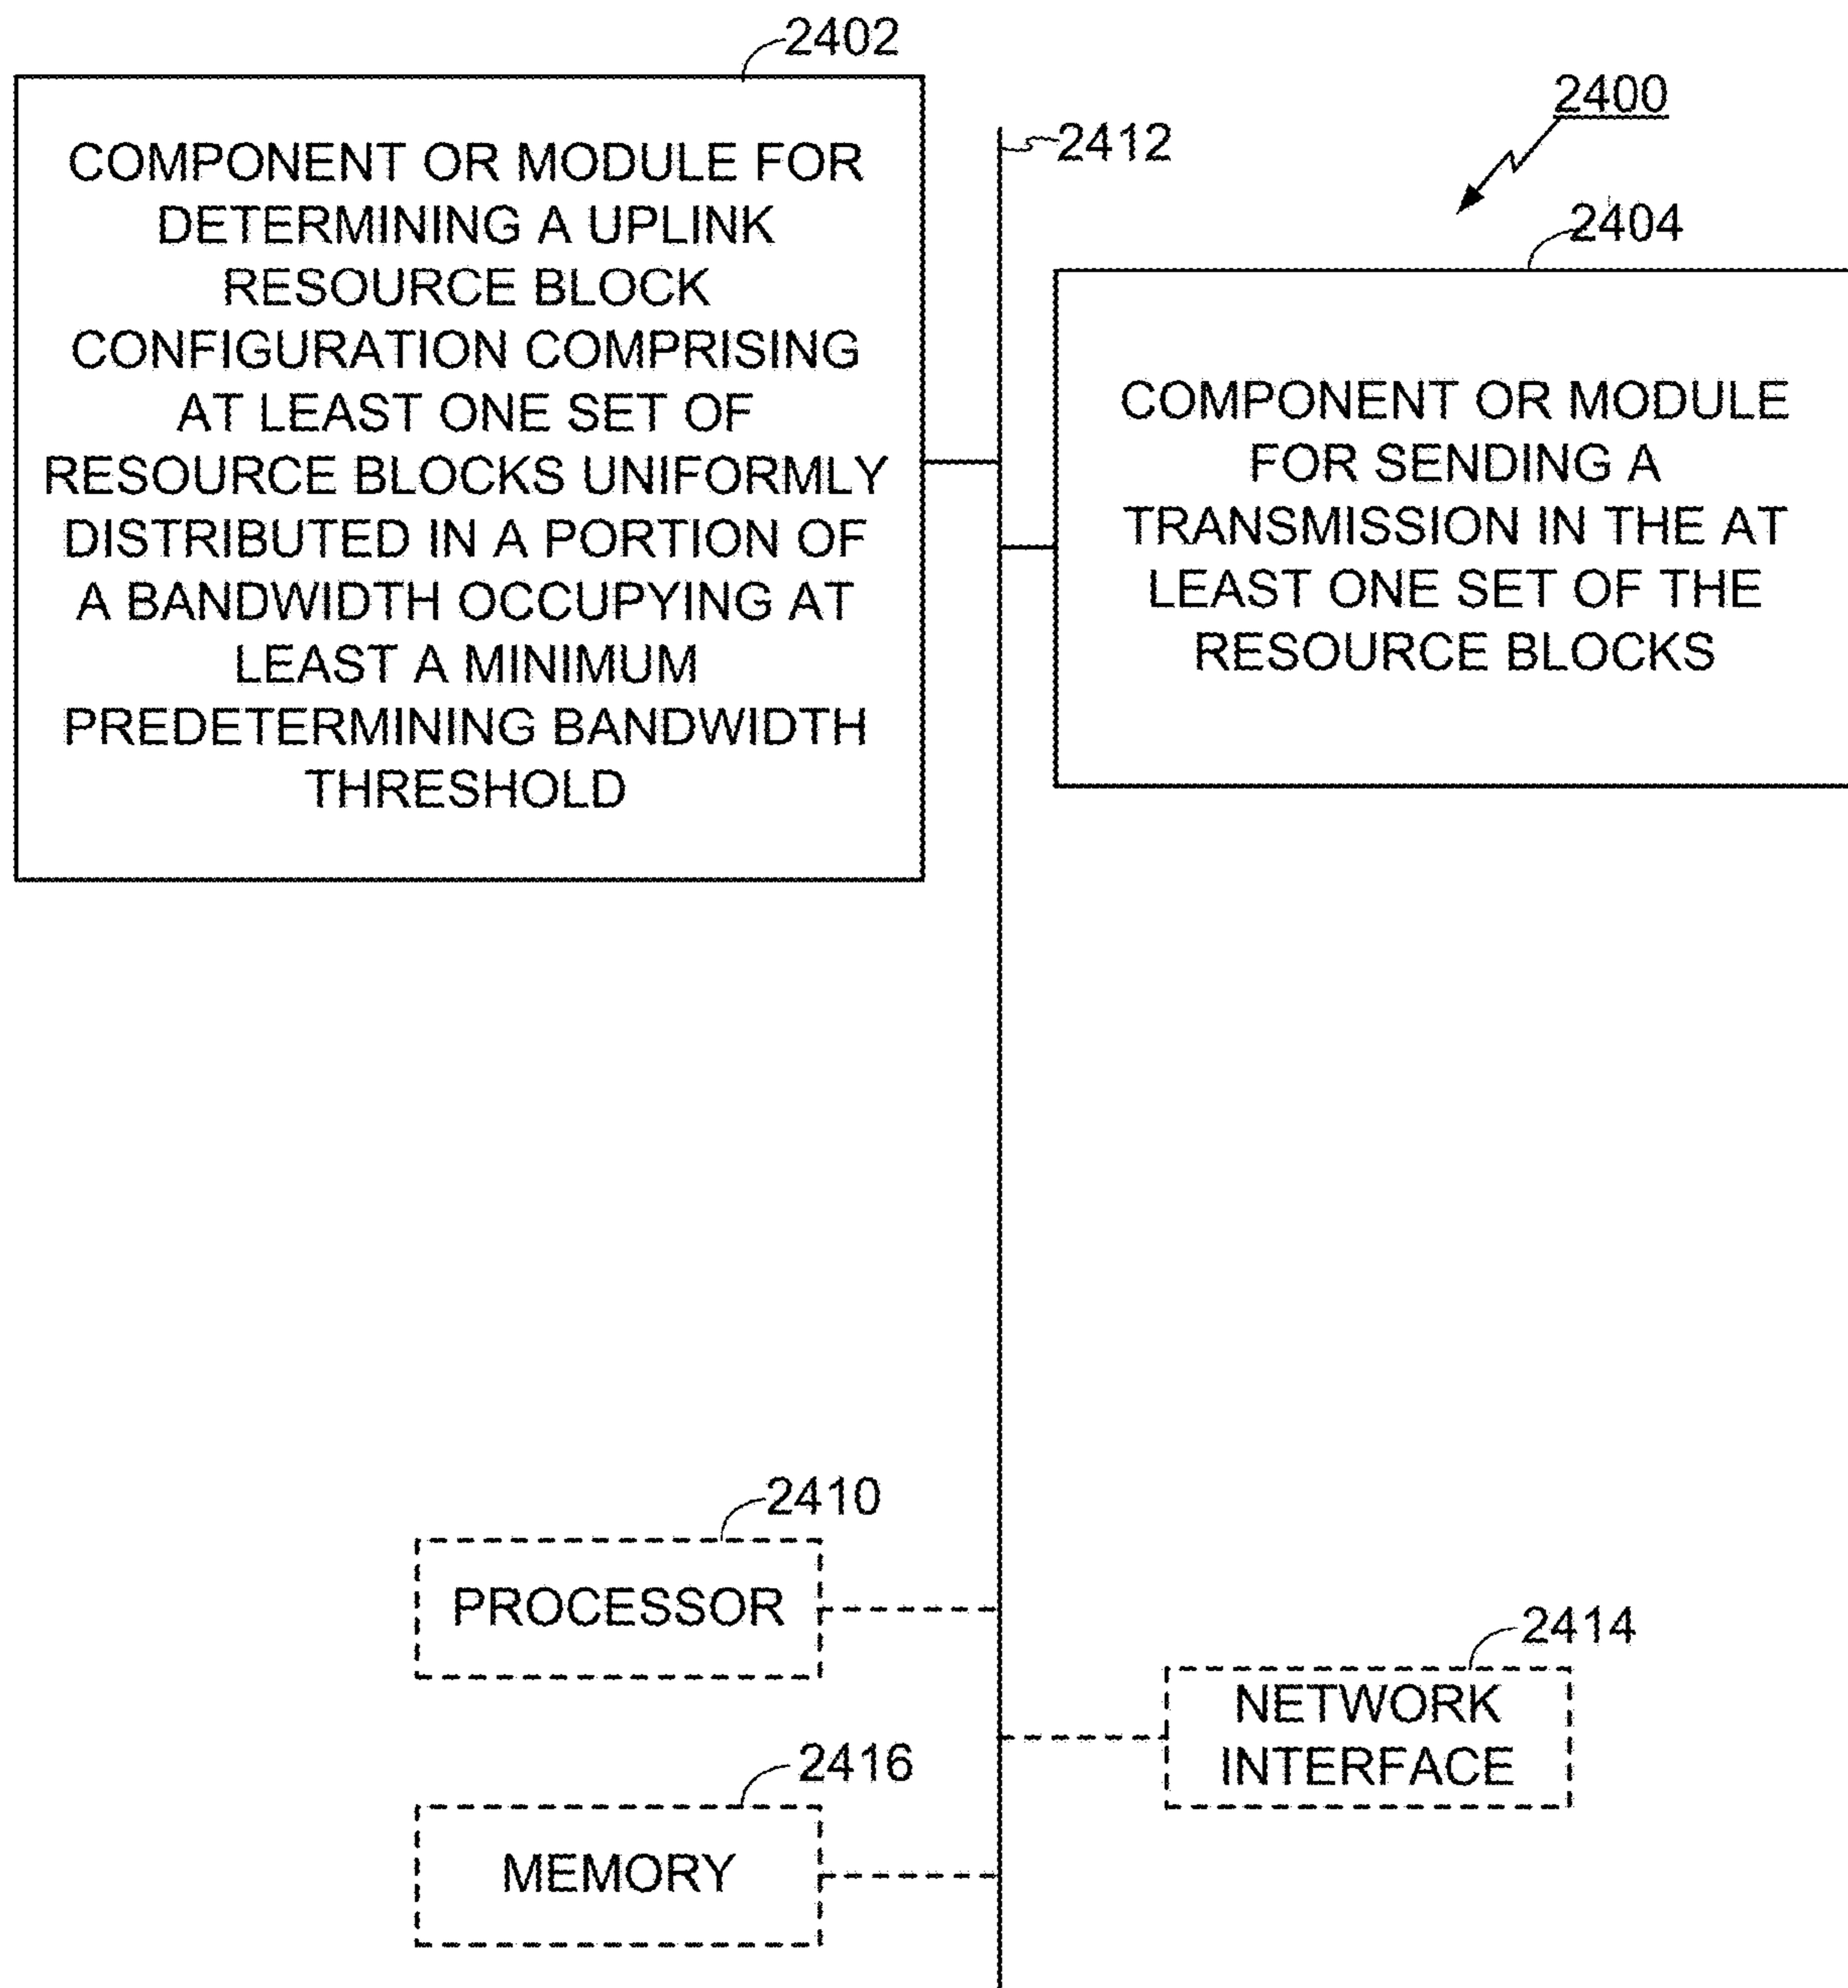 2402
COMPONENT OR MODULE FOR
DETERMINING A UPLINK
RESOURCE BLOCK
CONFIGURATION COMPRISING
AT LEAST ONE SET OF
RESOURCE BLOCKS UNIFORMLY
DISTRIBUTED IN A PORTION OF
A BANDWIDTH OCCUPYING AT
LEAST A MINIMUM
PREDETERMINING BANDWIDTH
THRESHOLD
2412
2400
2404
COMPONENT OR MODULE
FOR SENDING A
TRANSMISSION IN THE AT
LEAST ONE SET OF THE
RESOURCE BLOCKS
2410
PROCESSOR
2414
NETWORK
INTERFACE
2416
MEMORY